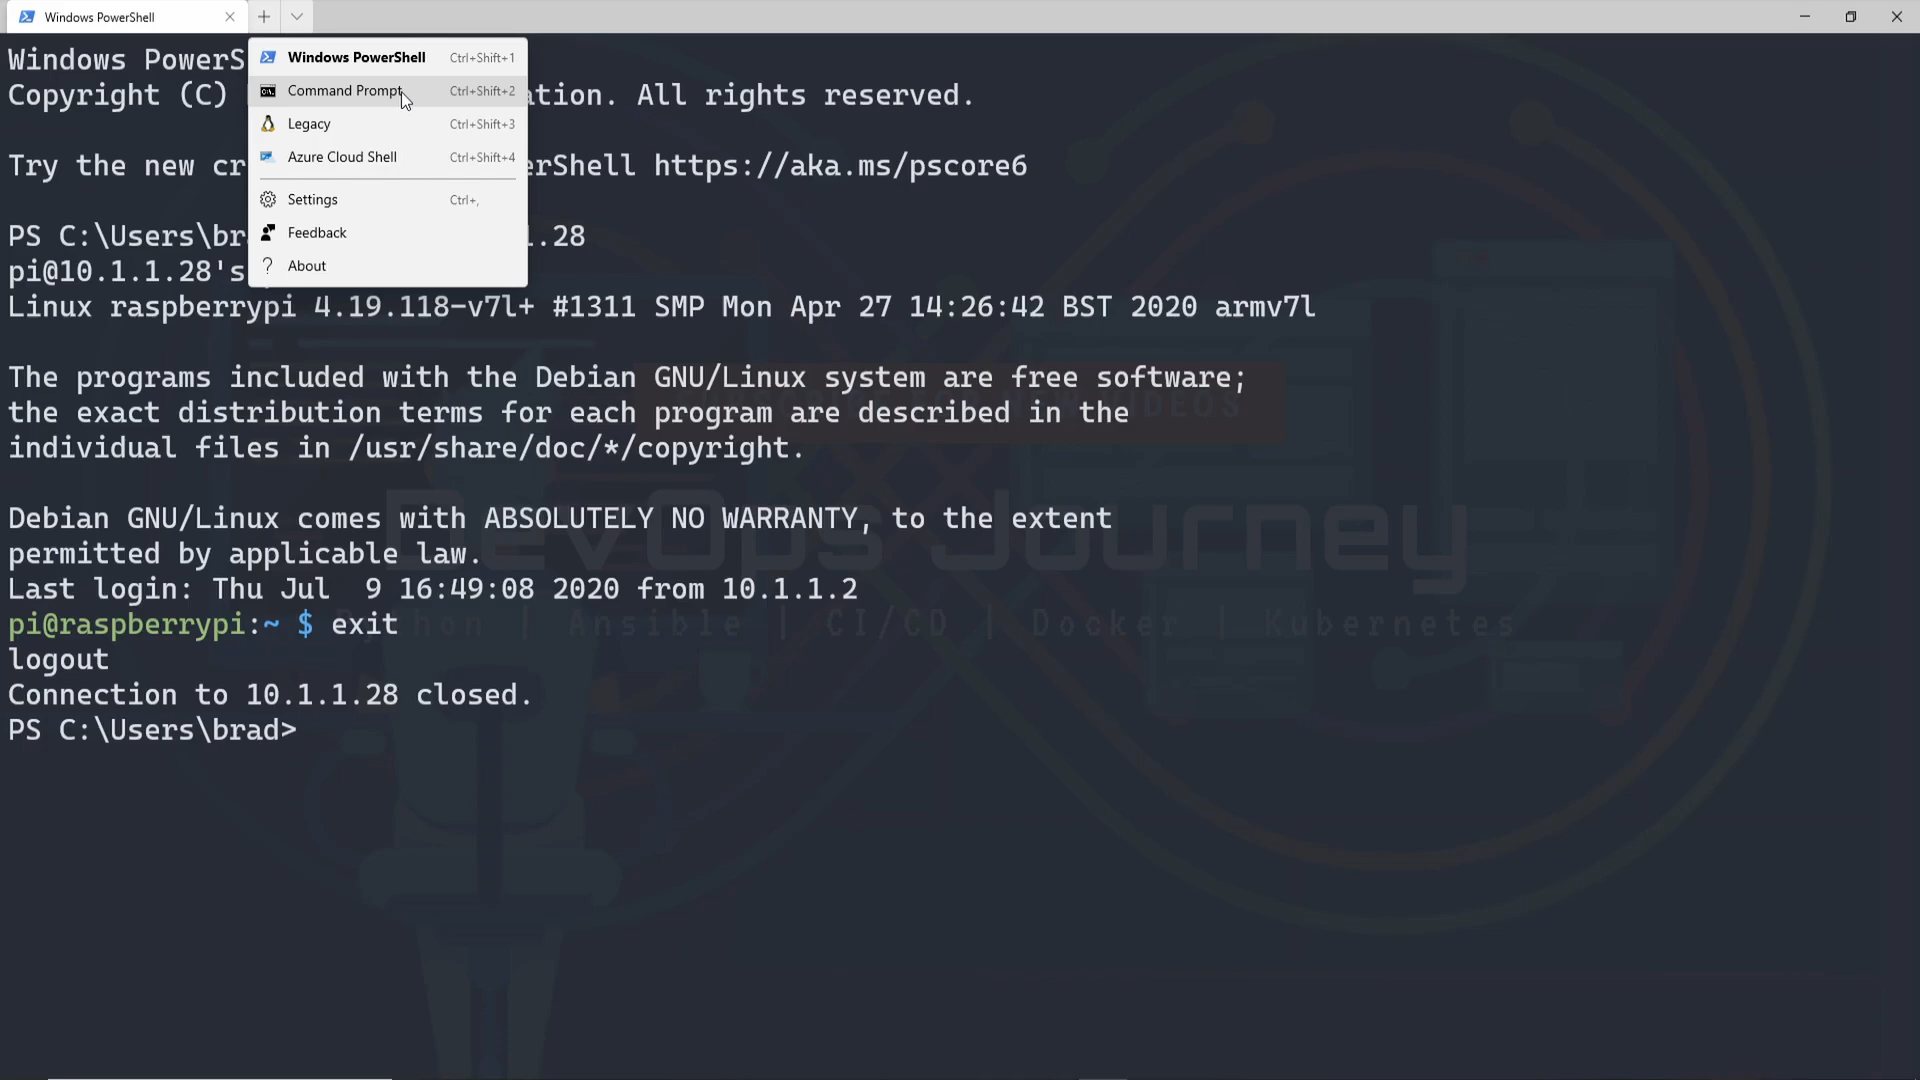 Windows PowerShell
Windows PowerS
Copyright (C) tion. All rights reserved.
Try the new cr erShell https://aka.ms/pscore6
PS C:\Users\br .1.28
pi@10.1.1.28's
Linux raspberrypi 4.19.118-v7l+ #1311 SMP Mon Apr 27 14:26:42 BST 2020 armv7l
The programs included with the Debian GNU/Linux system are free software;
the exact distribution terms for each program are described in the
individual files in /usr/share/doc/*/copyright.
Debian GNU/Linux comes with ABSOLUTELY NO WARRANTY, to the extent
permitted by applicable law.
Last login: Thu Jul  9 16:49:08 2020 from 10.1.1.2
pi@raspberrypi:~ $ exit
logout
Connection to 10.1.1.28 closed.
PS C:\Users\brad>
Windows PowerShell Ctrl+Shift+1
Command Prompt Ctrl+Shift+2
Legacy Ctrl+Shift+3
Azure Cloud Shell Ctrl+Shift+4
Settings Ctrl+,
Feedback
About
DevOps Journey
hon | Ansible | CI/CD | Docker | Kubernetes
VIDEOS